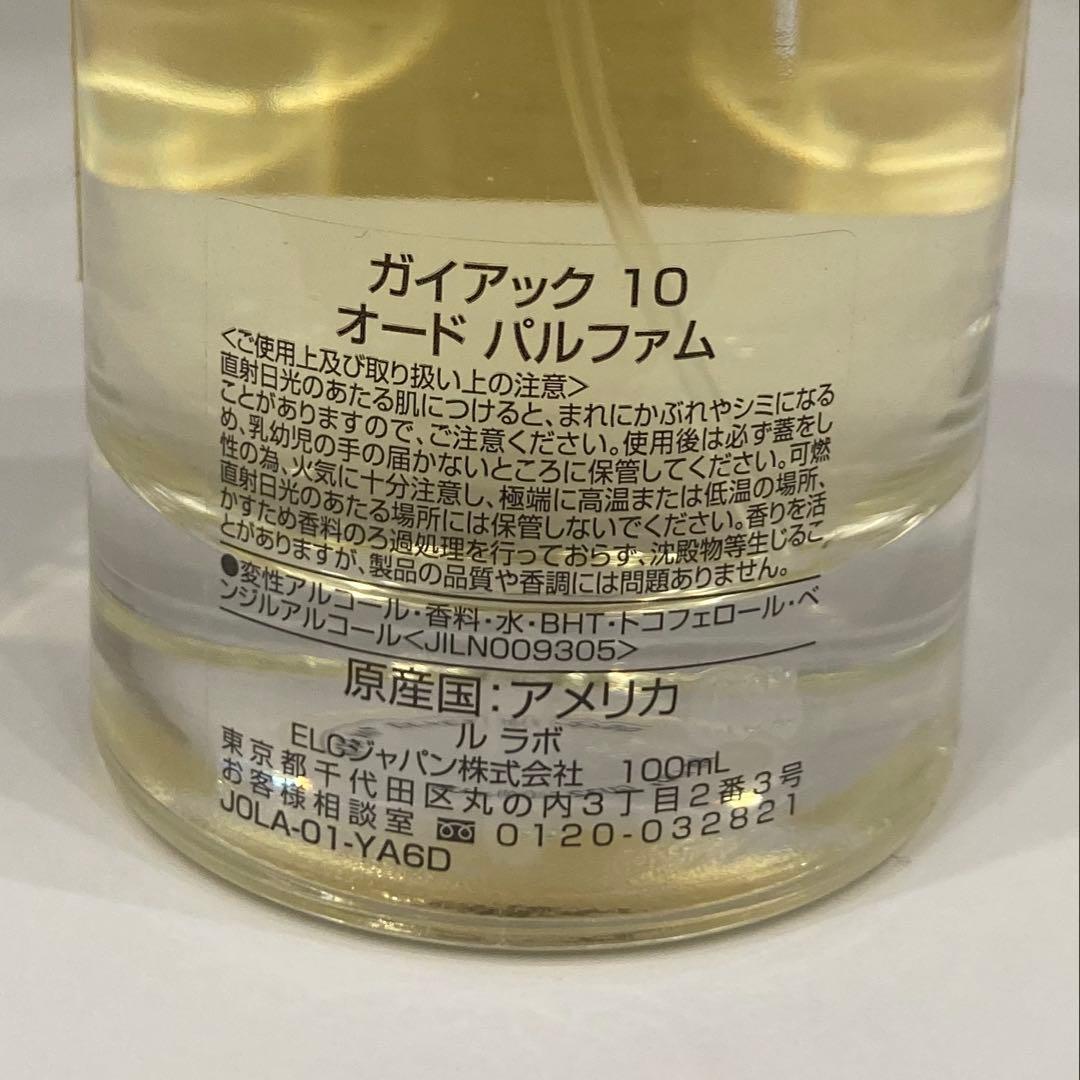 ガイアック 10
オード パルファム
<ご使用上及び取り扱い上の注意>
直射日光のあたる肌につけると、まれにかぶれやシミになる
ことがありますので、ご注意ください。使用後は必ず蓋をし
め、乳幼児の手の届かないところに保管してください。可燃
性の為、火気に十分注意し、極端に高温または低温の場所、
直射日光のあたる場所には保管しないでください。香りを活
かすため香料のろ過処理を行っておらず、沈殿物等生じるこ
とがありますが、製品の品質や香調には問題ありません。
●変性アルコール・香料・水・BHT・トコフェロール・ベ
ンジルアルコール<JILN009305>
原産国：アメリカ
ル ラボ
ELCジャパン株式会社 100mL
東京都千代田区丸の内3丁目2番3号
お客様相談室 0120-032821
JOLA-01-YA6D